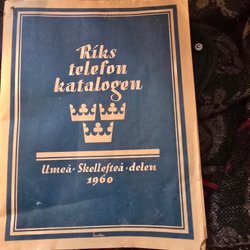 Riks
telefon
katalogen
Umeå-Skellefteå-delen
1960